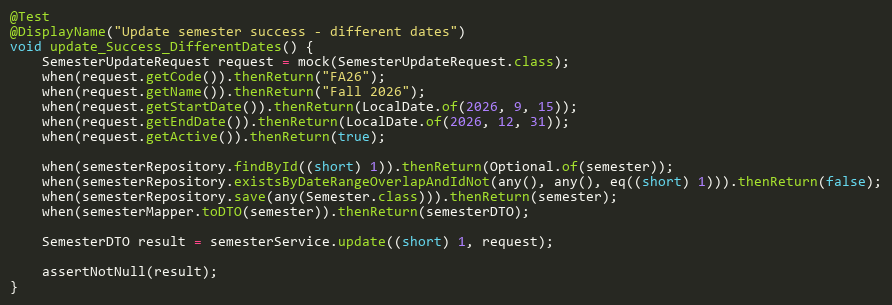 @Test
@DisplayName("Update semester success - different dates")
void update_Success_DifferentDates() {
    SemesterUpdateRequest request = mock(SemesterUpdateRequest.class);
    when(request.getCode()).thenReturn("FA26");
    when(request.getName()).thenReturn("Fall 2026");
    when(request.getStartDate()).thenReturn(LocalDate.of(2026, 9, 15));
    when(request.getEndDate()).thenReturn(LocalDate.of(2026, 12, 31));
    when(request.getActive()).thenReturn(true);

    when(semesterRepository.findById((short) 1)).thenReturn(Optional.of(semester));
    when(semesterRepository.existsByDateRangeOverlapAndIdNot(any(), any(), eq((short) 1))).thenReturn(false);
    when(semesterRepository.save(any(Semester.class))).thenReturn(semester);
    when(semesterMapper.toDTO(semester)).thenReturn(semesterDTO);

    SemesterDTO result = semesterService.update((short) 1, request);

    assertNotNull(result);
}